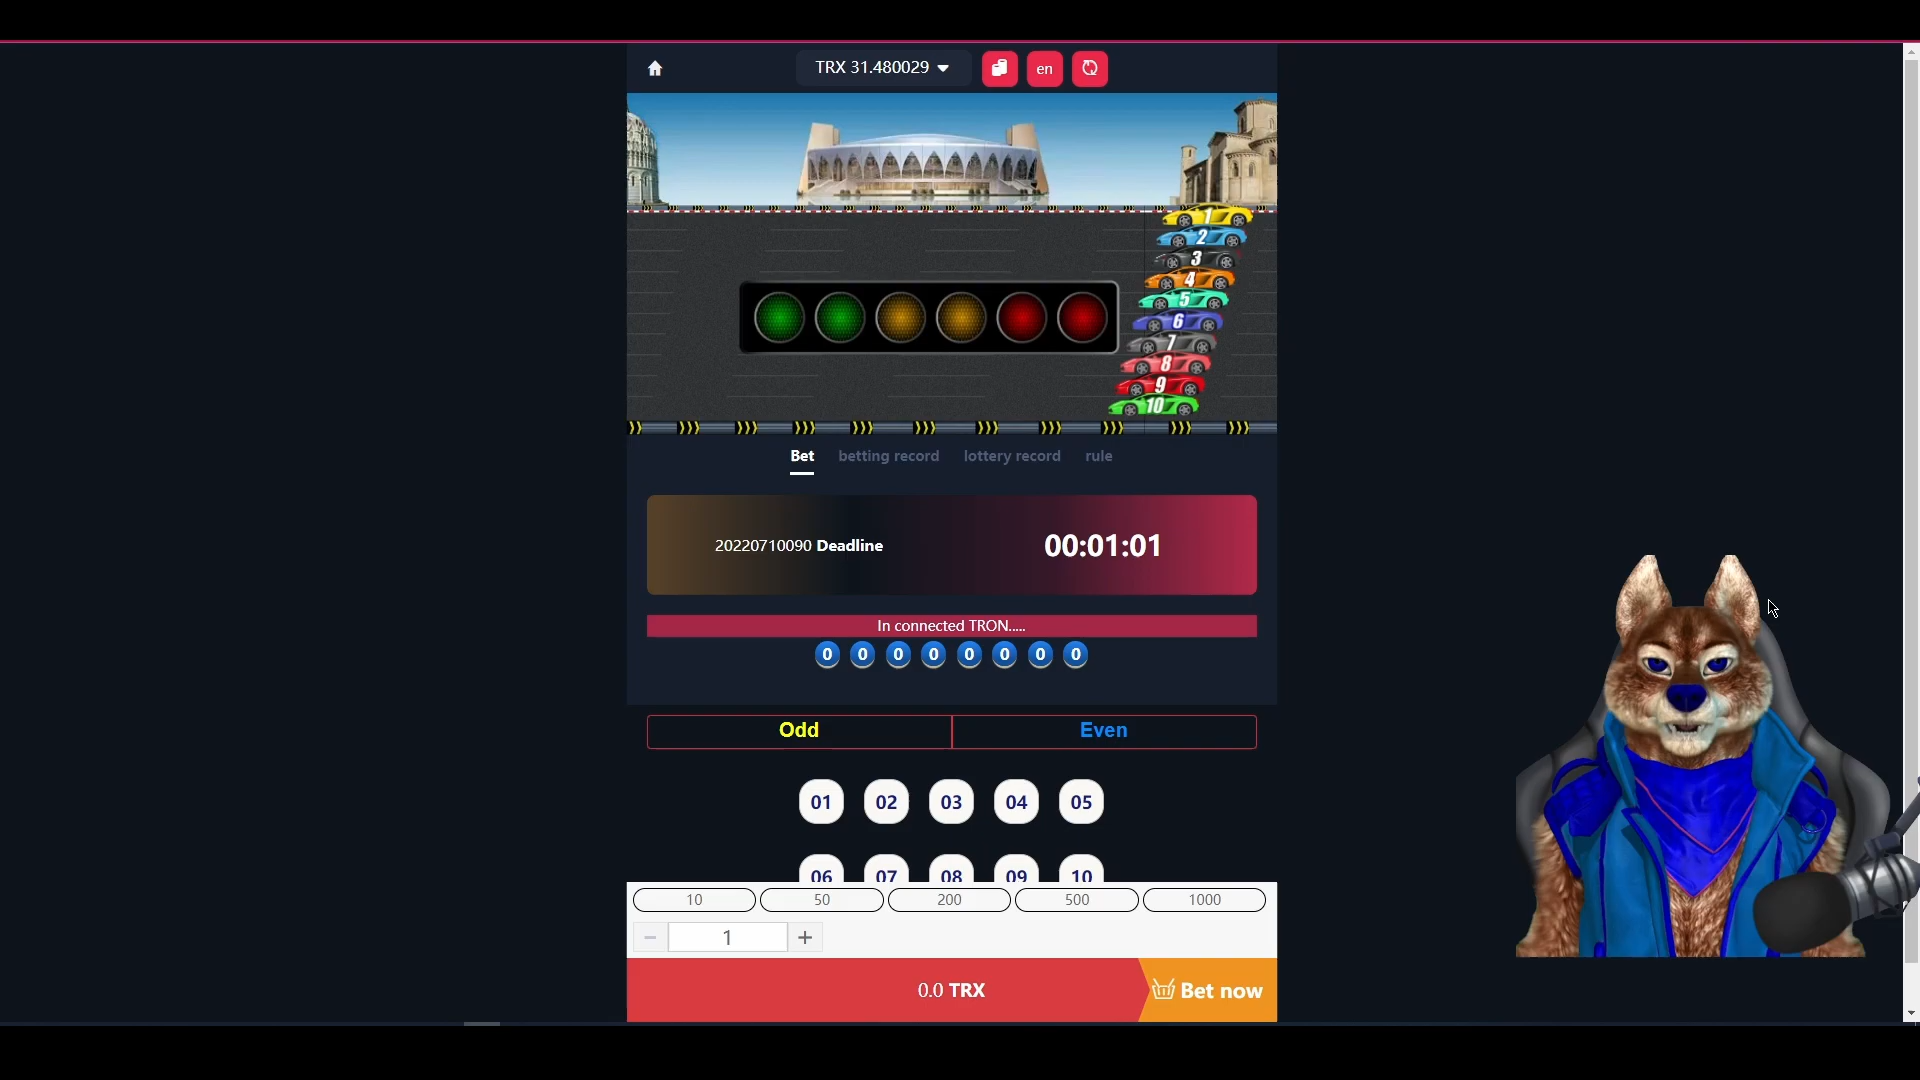 TRX 31.480029
en
1
2
3
4
5
6
7
8
9
10
Bet betting record lottery record rule
20220710090 Deadline 00:01:01
In connected TRON.....
0 0 0 0 0 0 0 0
Odd Even
01 02 03 04 05
06 07 08 09 10
10 50 200 500 1000
− 1 +
0.0 TRX Bet now